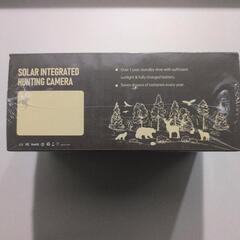 SOLAR INTEGRATED
HUNTING CAMERA
• Over 1 year standby time with sufficient
sunlight & fully charged battery.
• Saves dozens of batteries every year.
RoHS